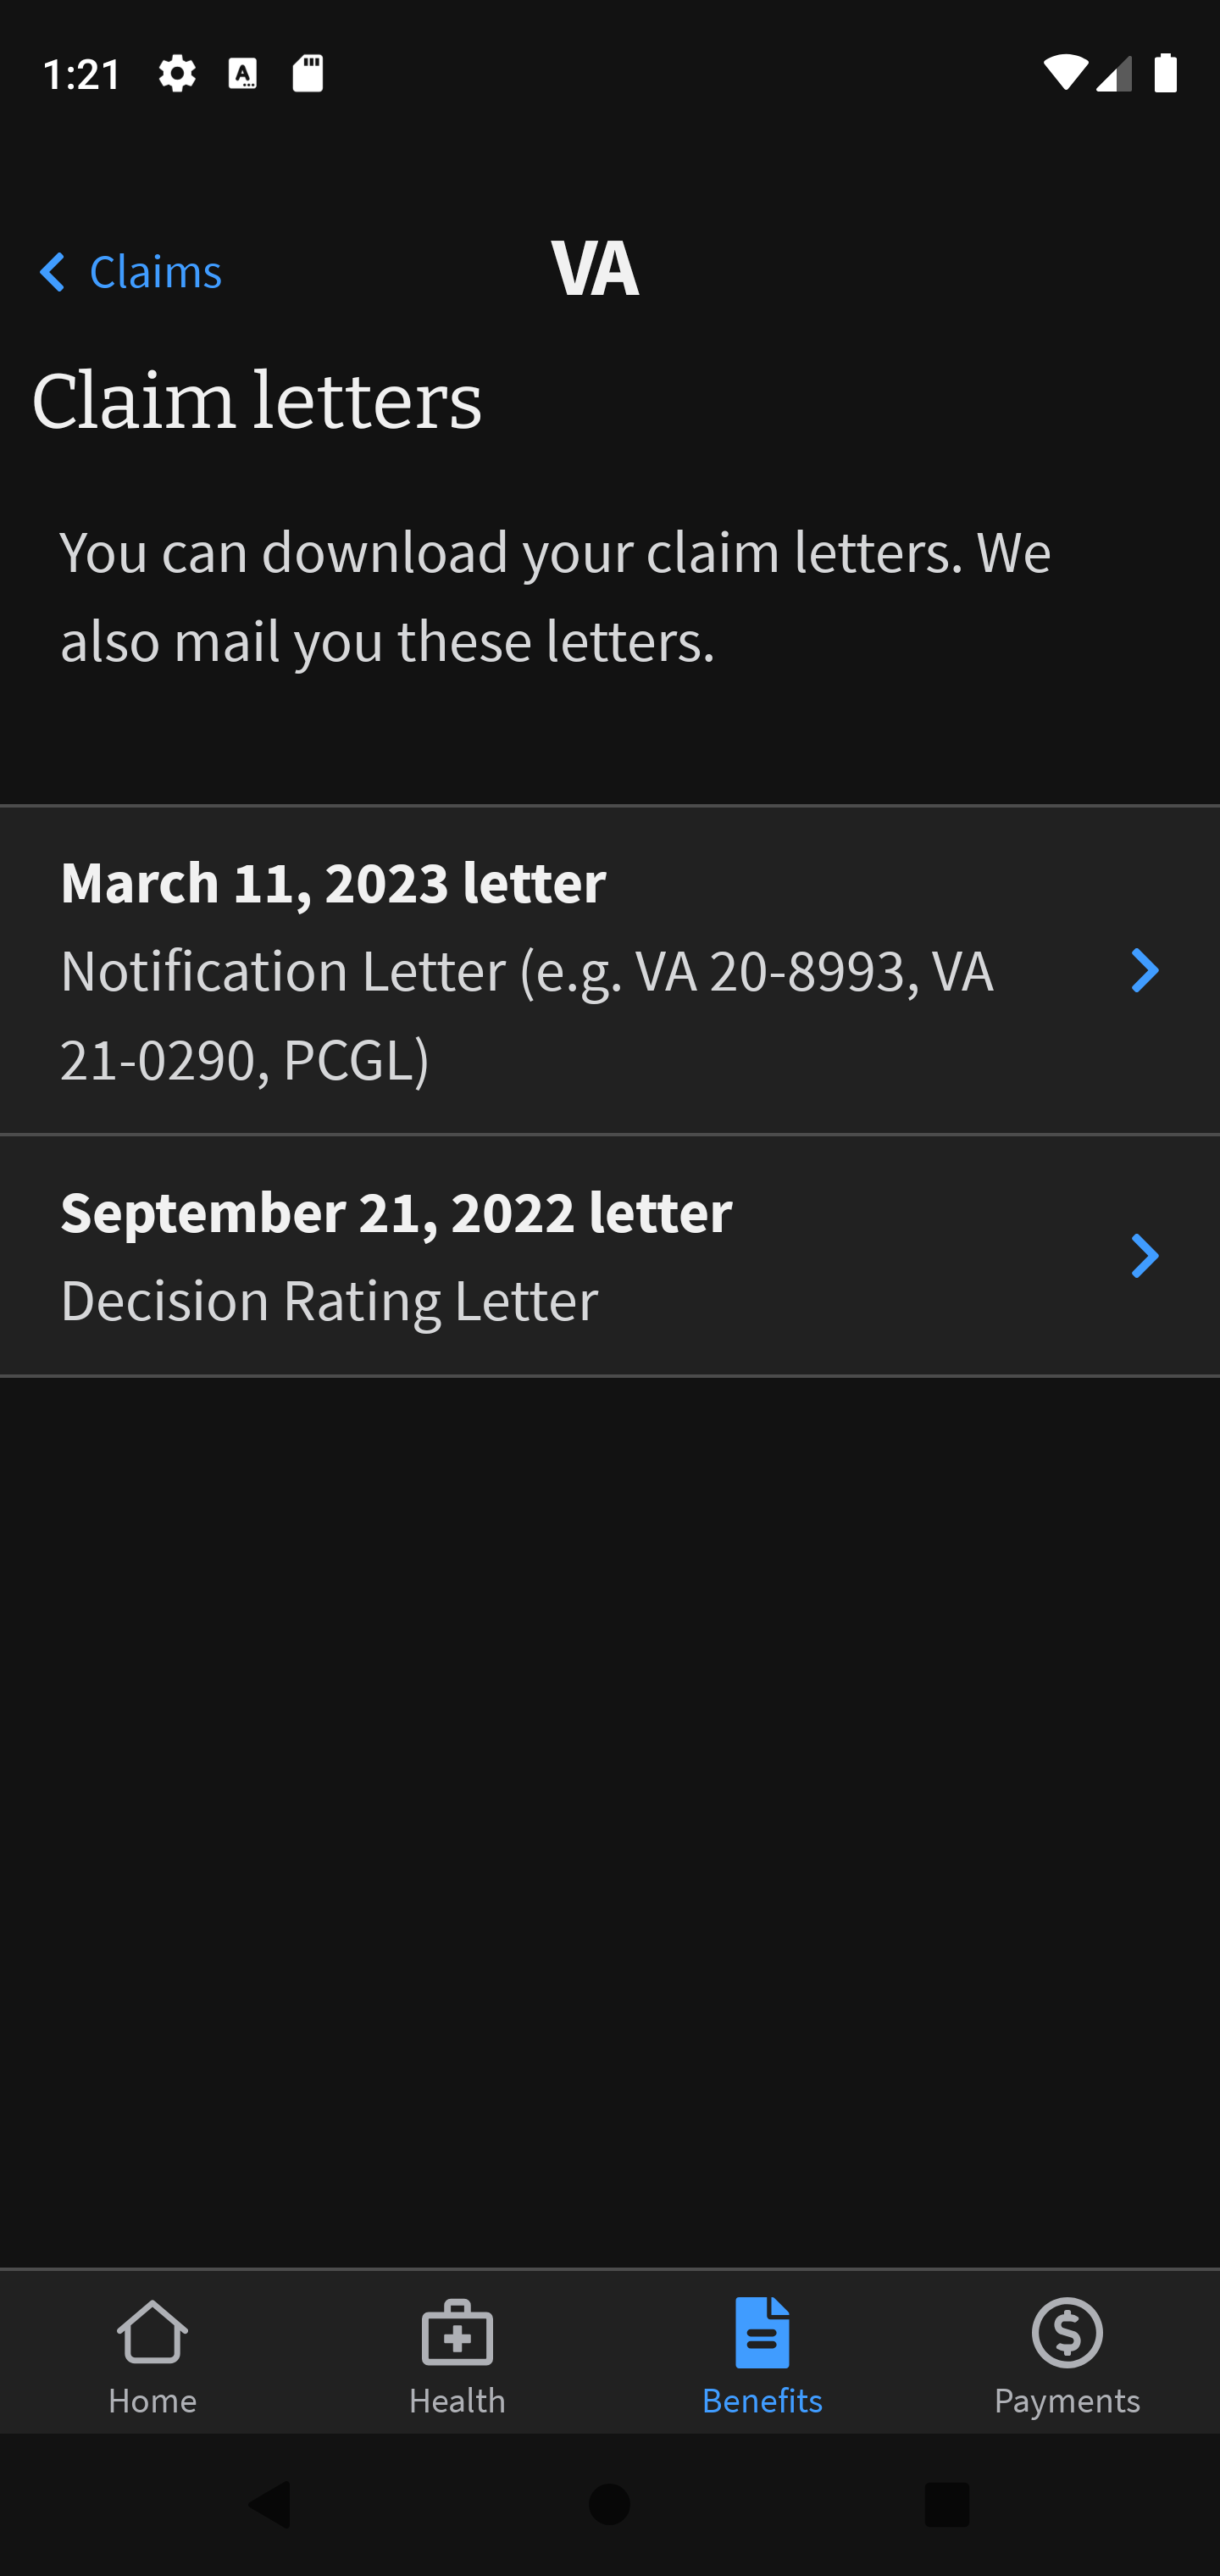 1:21
Claims
VA
Claim letters
You can download your claim letters. We
also mail you these letters.
March 11, 2023 letter
Notification Letter (e.g. VA 20-8993, VA
21-0290, PCGL)
September 21, 2022 letter
Decision Rating Letter
Home
Health
Benefits
Payments